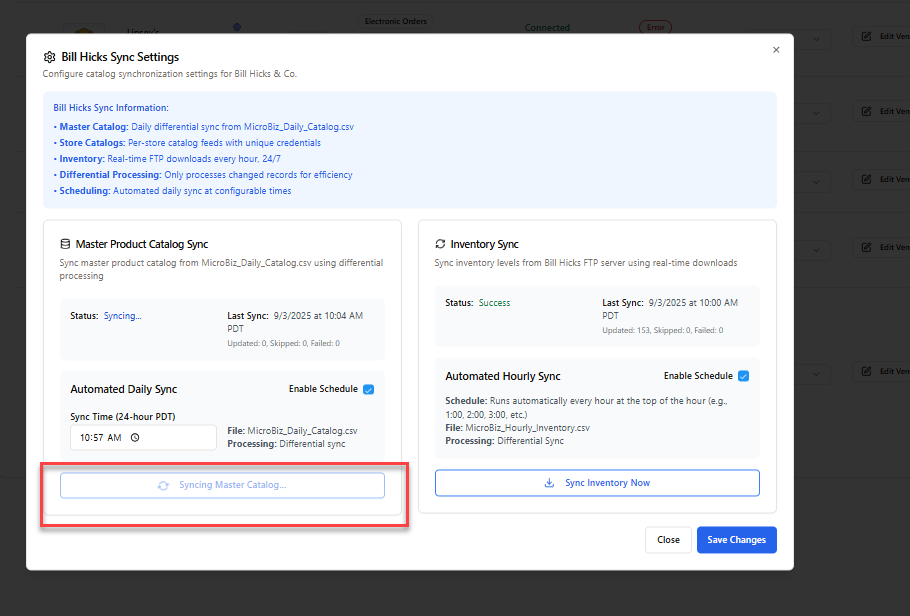 Lipsey's
Electronic Orders
Connected
Error
Edit Ven
Bill Hicks Sync Settings
×
Configure catalog synchronization settings for Bill Hicks & Co.
Bill Hicks Sync Information:
• Master Catalog: Daily differential sync from MicroBiz_Daily_Catalog.csv
• Store Catalogs: Per-store catalog feeds with unique credentials
• Inventory: Real-time FTP downloads every hour, 24/7
• Differential Processing: Only processes changed records for efficiency
• Scheduling: Automated daily sync at configurable times
Edit Ven
Edit Ven
Edit Ven
Edit Ven
Master Product Catalog Sync
Sync master product catalog from MicroBiz_Daily_Catalog.csv using differential
processing
Status: Syncing...
Last Sync: 9/3/2025 at 10:04 AM
PDT
Updated: 0, Skipped: 0, Failed: 0
Automated Daily Sync
Enable Schedule
Sync Time (24-hour PDT)
10:57 AM
File: MicroBiz_Daily_Catalog.csv
Processing: Differential sync
Syncing Master Catalog...
Inventory Sync
Sync inventory levels from Bill Hicks FTP server using real-time downloads
Status: Success
Last Sync: 9/3/2025 at 10:00 AM
PDT
Updated: 153, Skipped: 0, Failed: 0
Automated Hourly Sync
Enable Schedule
Schedule: Runs automatically every hour at the top of the hour (e.g.,
1:00, 2:00, 3:00, etc.)
File: MicroBiz_Hourly_Inventory.csv
Processing: Differential Sync
Sync Inventory Now
Close
Save Changes